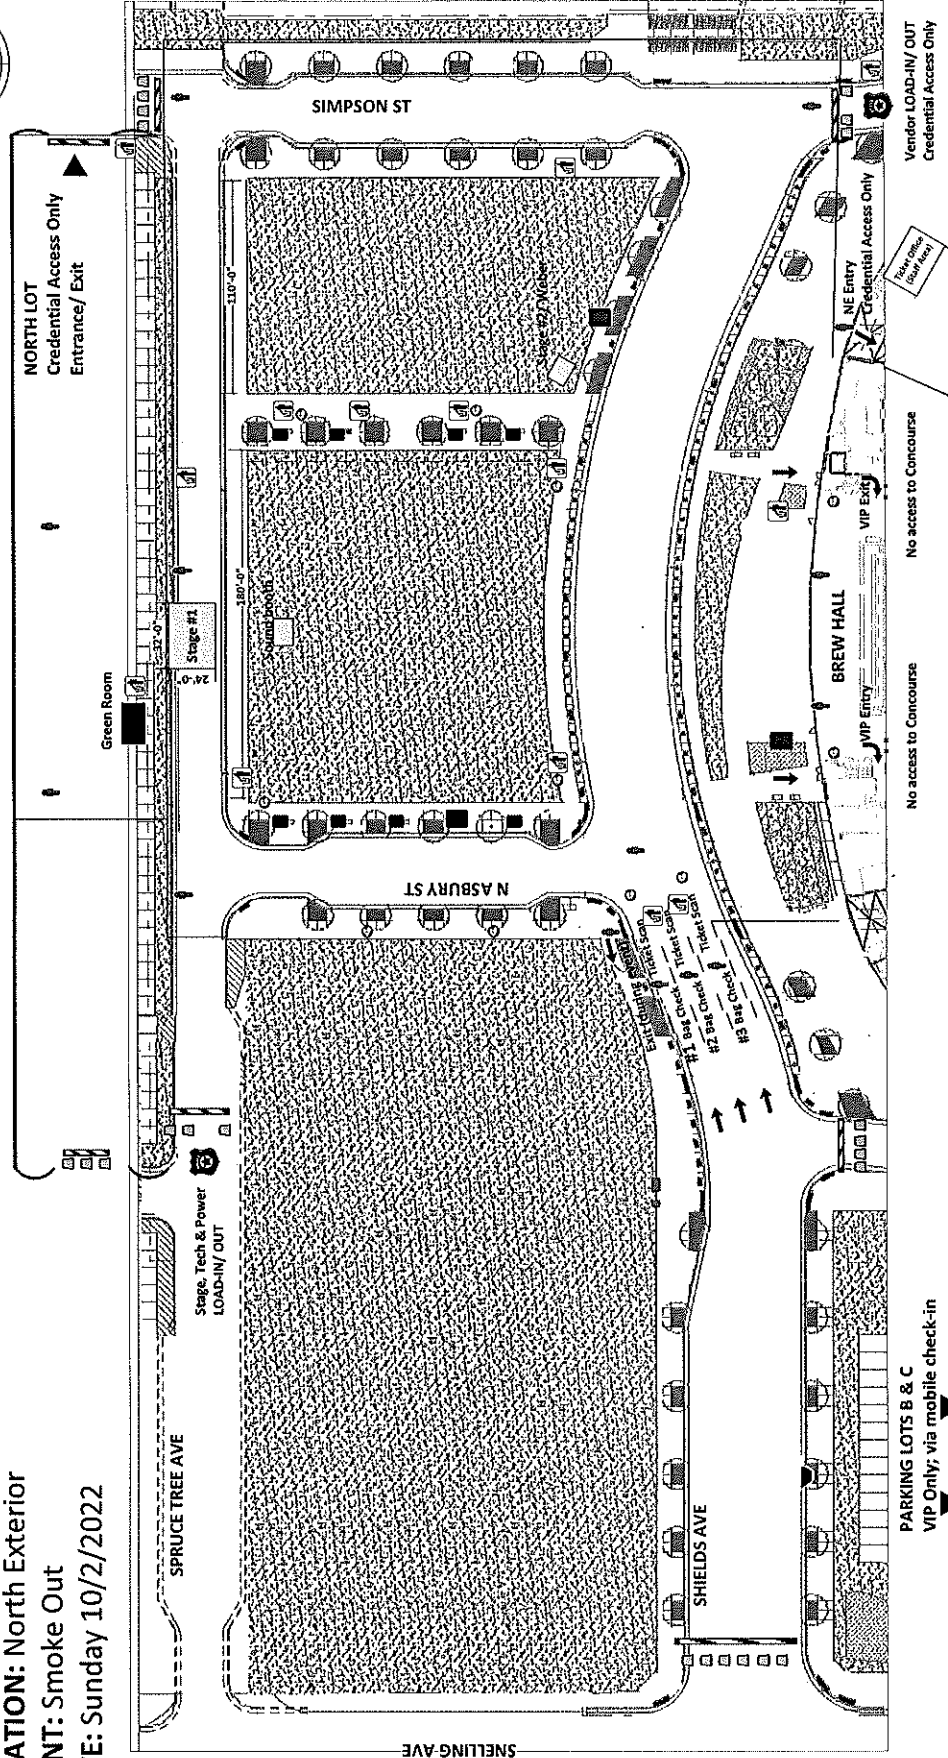 ATION: North Exterior
NT: Smoke Out
E: Sunday 10/2/2022
NORTH LOT
Credential Access Only
Entrance/ Exit
Green Room
SPRUCE TREE AVE
Stage, Tech & Power
LOAD-IN/ OUT
32'-0"
24'-0"
Stage #1
SIMPSON ST
180'-0"
110'-0"
Stage #2/
N ASBURY ST
SNELLING AVE
SHIELDS AVE
Ticket Scan
Ticket Scan
Ticket Scan
#1 Bag Check
#2 Bag Check
#3 Bag Check
BREW HALL
VIP Entry
VIP Exit
NE Entry
Credential Access Only
Ticket Office
(Staff Area)
No access to Concourse
No access to Concourse
Vendor LOAD-IN/ OUT
Credential Access Only
PARKING LOTS B & C
VIP Only; via mobile check-in